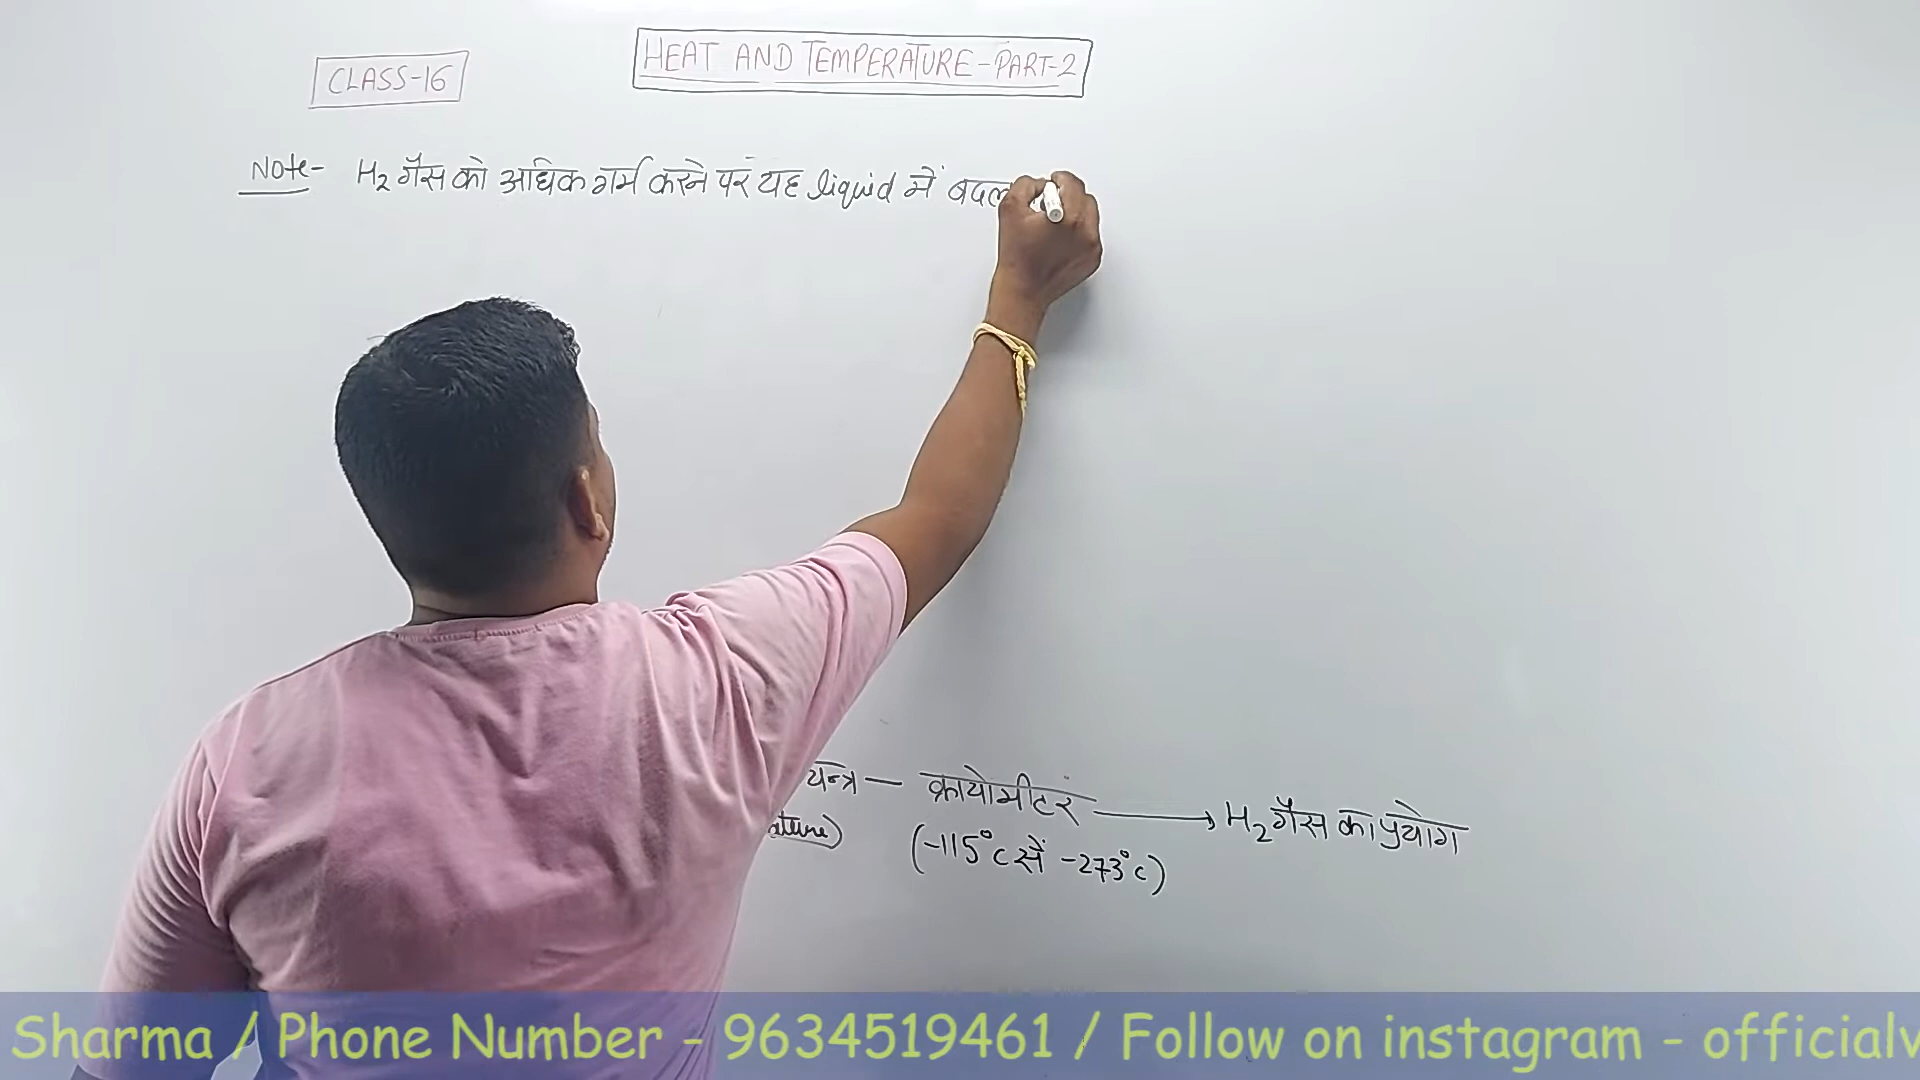 CLASS-16
HEAT AND TEMPERATURE-PART-2
Note- H2 गैस को अधिक गर्म करने पर यह liquid में बदल
यन्त्र — क्रायोमीटर → H2 गैस का प्रयोग
ature) (-115°C सें -273°C)
Sharma / Phone Number - 9634519461 / Follow on instagram - officialv